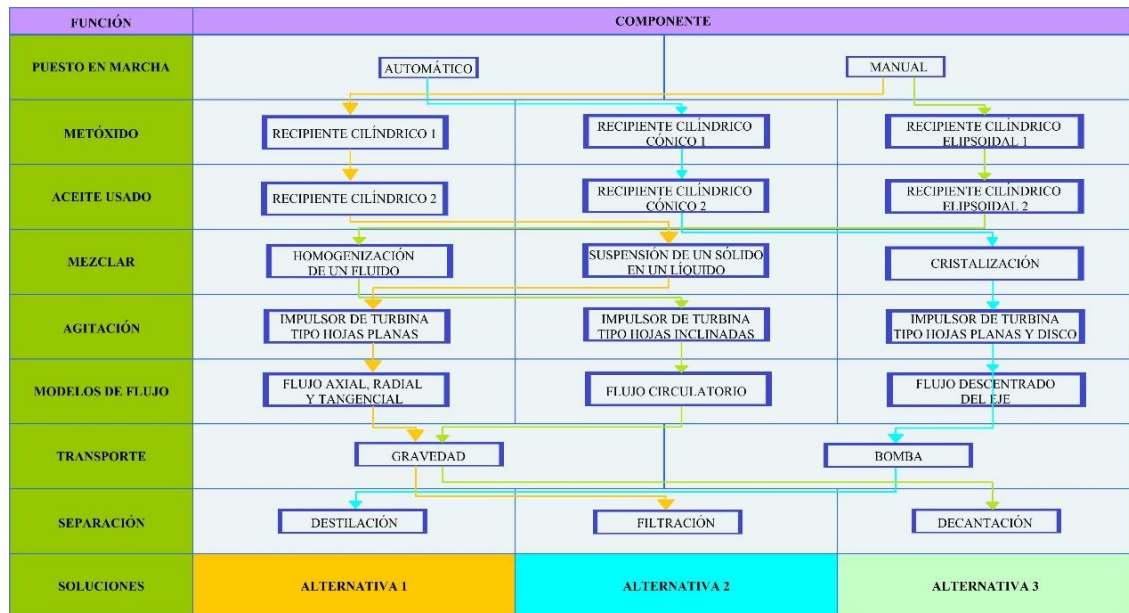 FUNCIÓN
COMPONENTE
PUESTO EN MARCHA
AUTOMÁTICO
MANUAL
METÓXIDO
RECIPIENTE CILÍNDRICO 1
RECIPIENTE CILÍNDRICO
CÓNICO 1
RECIPIENTE CILÍNDRICO
ELIPSOIDAL 1
ACEITE USADO
RECIPIENTE CILÍNDRICO 2
RECIPIENTE CILÍNDRICO
CÓNICO 2
RECIPIENTE CILÍNDRICO
ELIPSOIDAL 2
MEZCLAR
HOMOGENIZACIÓN
DE UN FLUIDO
SUSPENSIÓN DE UN SÓLIDO
EN UN LÍQUIDO
CRISTALIZACIÓN
AGITACIÓN
IMPULSOR DE TURBINA
TIPO HOJAS PLANAS
IMPULSOR DE TURBINA
TIPO HOJAS INCLINADAS
IMPULSOR DE TURBINA
TIPO HOJAS PLANAS Y DISCO
MODELOS DE FLUJO
FLUJO AXIAL, RADIAL
Y TANGENCIAL
FLUJO CIRCULATORIO
FLUJO DESCENTRADO
DEL EJE
TRANSPORTE
GRAVEDAD
BOMBA
SEPARACIÓN
DESTILACIÓN
FILTRACIÓN
DECANTACIÓN
SOLUCIONES
ALTERNATIVA 1
ALTERNATIVA 2
ALTERNATIVA 3